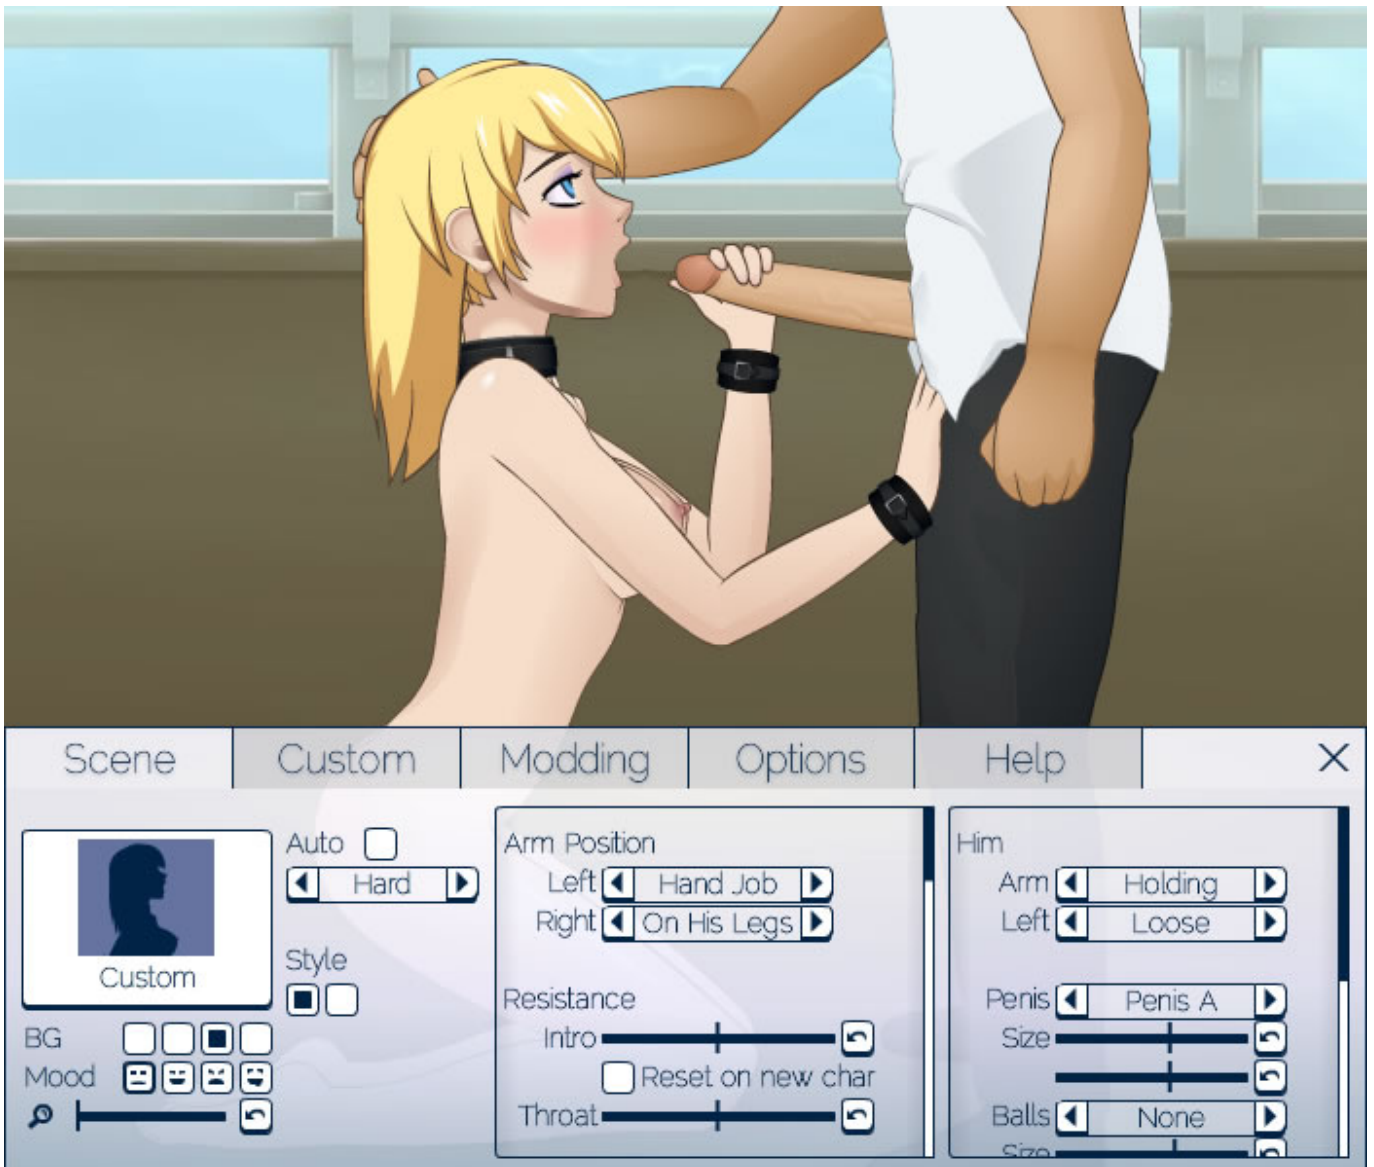 Scene Custom Modding Options Help
Auto
Hard
Style
Custom
BG
Mood
Arm Position
Left Hand Job
Right On His Legs
Resistance
Intro
Reset on new char
Throat
Him
Arm Holding
Left Loose
Penis Penis A
Size
Balls None
Size